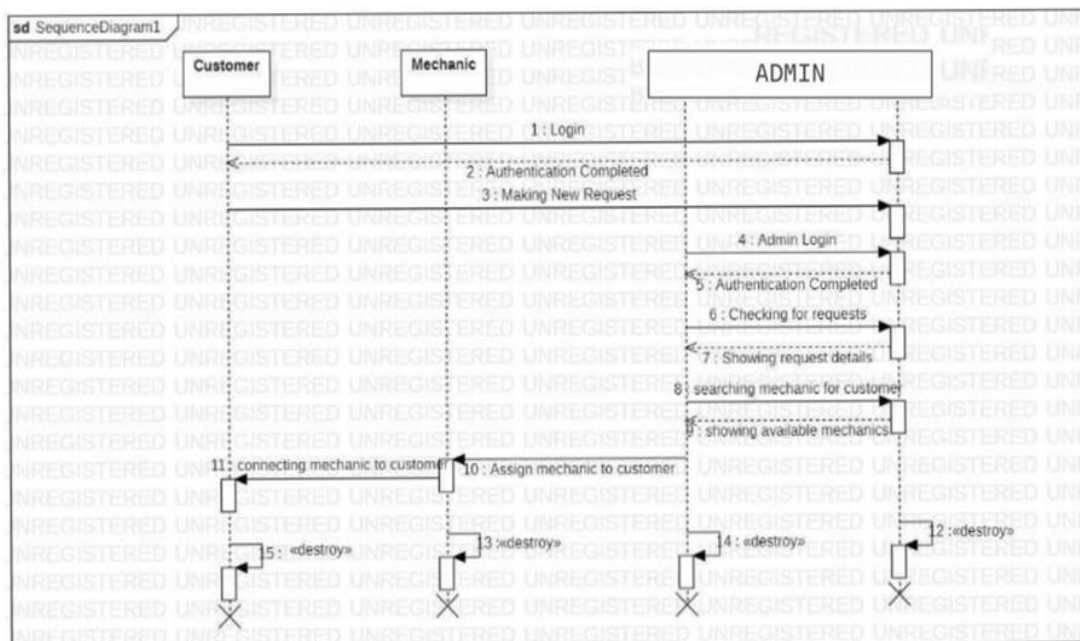 sd SequenceDiagram1
Customer
Mechanic
ADMIN
1 : Login
2 : Authentication Completed
3 : Making New Request
4 : Admin Login
5 : Authentication Completed
6 : Checking for requests
7 : Showing request details
8 : searching mechanic for customer
9 : showing available mechanics
11 : connecting mechanic to customer
10 : Assign mechanic to customer
12 : «destroy»
13 : «destroy»
14 : «destroy»
15 : «destroy»
UNREGISTERED